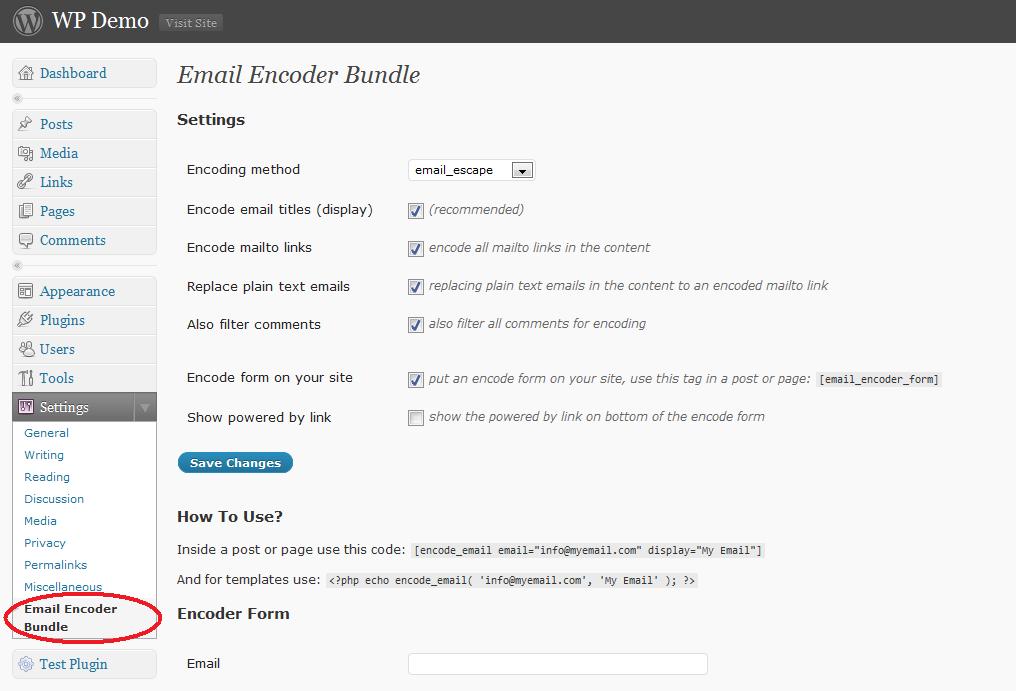 WP Demo Visit Site
Dashboard
Posts
Media
Links
Pages
Comments
Appearance
Plugins
Users
Tools
Settings
General
Writing
Reading
Discussion
Media
Privacy
Permalinks
Miscellaneous
Email Encoder
Bundle
Test Plugin
Email Encoder Bundle
Settings
Encoding method email_escape
Encode email titles (display) (recommended)
Encode mailto links encode all mailto links in the content
Replace plain text emails replacing plain text emails in the content to an encoded mailto link
Also filter comments also filter all comments for encoding
Encode form on your site put an encode form on your site, use this tag in a post or page: [email_encoder_form]
Show powered by link show the powered by link on bottom of the encode form
Save Changes
How To Use?
Inside a post or page use this code: [encode_email email="info@myemail.com" display="My Email"]
And for templates use: <?php echo encode_email( 'info@myemail.com', 'My Email' ); ?>
Encoder Form
Email